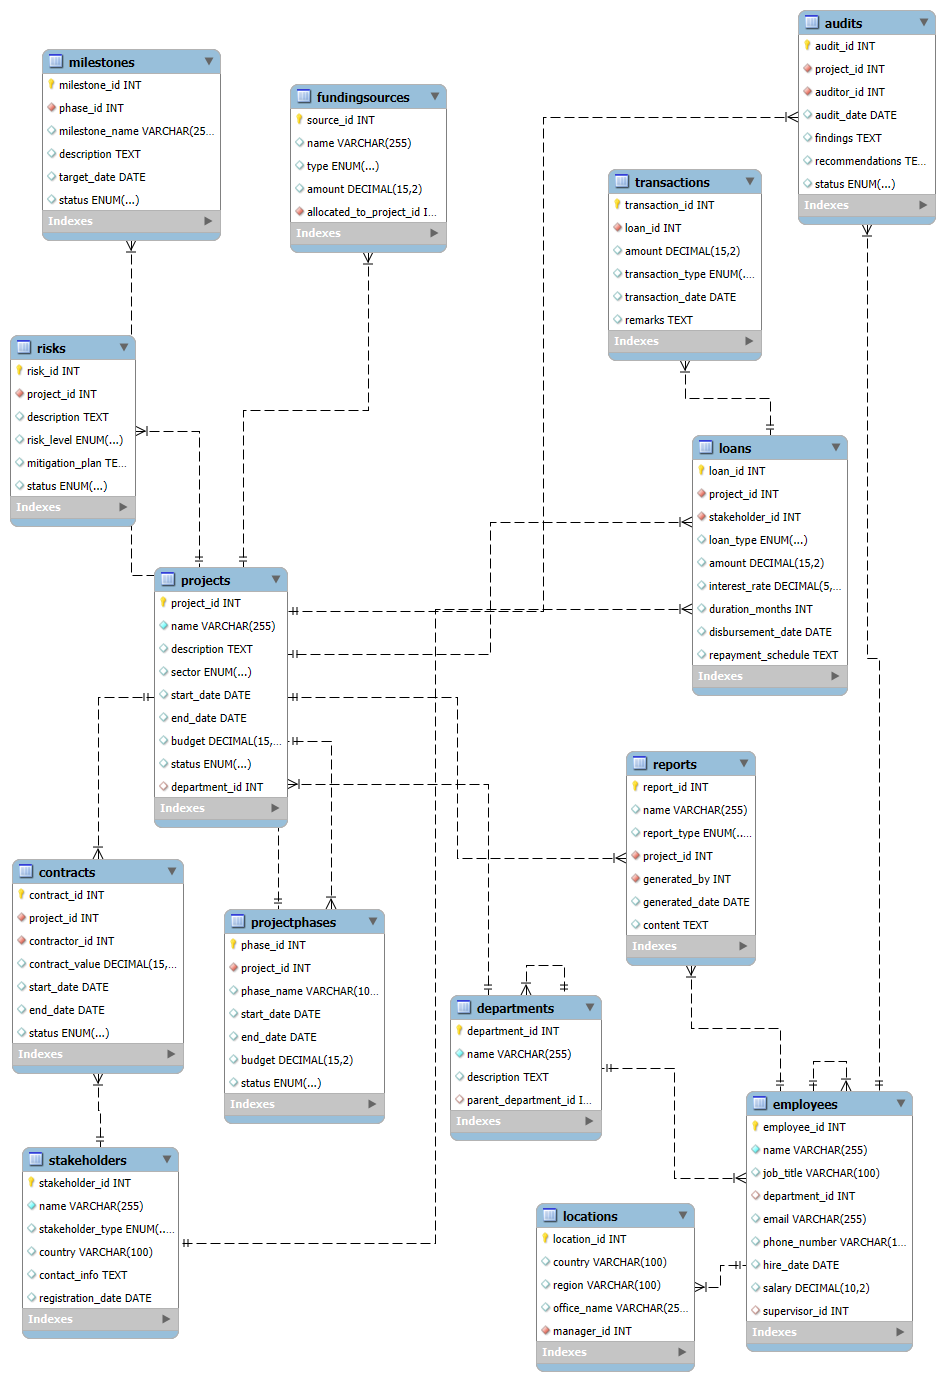 milestones
milestone_id INT
phase_id INT
milestone_name VARCHAR(25...
description TEXT
target_date DATE
status ENUM(...)
Indexes
fundingsources
source_id INT
name VARCHAR(255)
type ENUM(...)
amount DECIMAL(15,2)
allocated_to_project_id I...
Indexes
audits
audit_id INT
project_id INT
auditor_id INT
audit_date DATE
findings TEXT
recommendations TE...
status ENUM(...)
Indexes
transactions
transaction_id INT
loan_id INT
amount DECIMAL(15,2)
transaction_type ENUM(...
transaction_date DATE
remarks TEXT
Indexes
risks
risk_id INT
project_id INT
description TEXT
risk_level ENUM(...)
mitigation_plan TE...
status ENUM(...)
Indexes
loans
loan_id INT
project_id INT
stakeholder_id INT
loan_type ENUM(...)
amount DECIMAL(15,2)
interest_rate DECIMAL(5,...
duration_months INT
disbursement_date DATE
repayment_schedule TEXT
Indexes
projects
project_id INT
name VARCHAR(255)
description TEXT
sector ENUM(...)
start_date DATE
end_date DATE
budget DECIMAL(15,...
status ENUM(...)
department_id INT
Indexes
reports
report_id INT
name VARCHAR(255)
report_type ENUM(...
project_id INT
generated_by INT
generated_date DATE
content TEXT
Indexes
contracts
contract_id INT
project_id INT
contractor_id INT
contract_value DECIMAL(15,...
start_date DATE
end_date DATE
status ENUM(...)
Indexes
projectphases
phase_id INT
project_id INT
phase_name VARCHAR(10...
start_date DATE
end_date DATE
budget DECIMAL(15,2)
status ENUM(...)
Indexes
departments
department_id INT
name VARCHAR(255)
description TEXT
parent_department_id I...
Indexes
employees
employee_id INT
name VARCHAR(255)
job_title VARCHAR(100)
department_id INT
email VARCHAR(255)
phone_number VARCHAR(1...
hire_date DATE
salary DECIMAL(10,2)
supervisor_id INT
Indexes
stakeholders
stakeholder_id INT
name VARCHAR(255)
stakeholder_type ENUM(...
country VARCHAR(100)
contact_info TEXT
registration_date DATE
Indexes
locations
location_id INT
country VARCHAR(100)
region VARCHAR(100)
office_name VARCHAR(25...
manager_id INT
Indexes